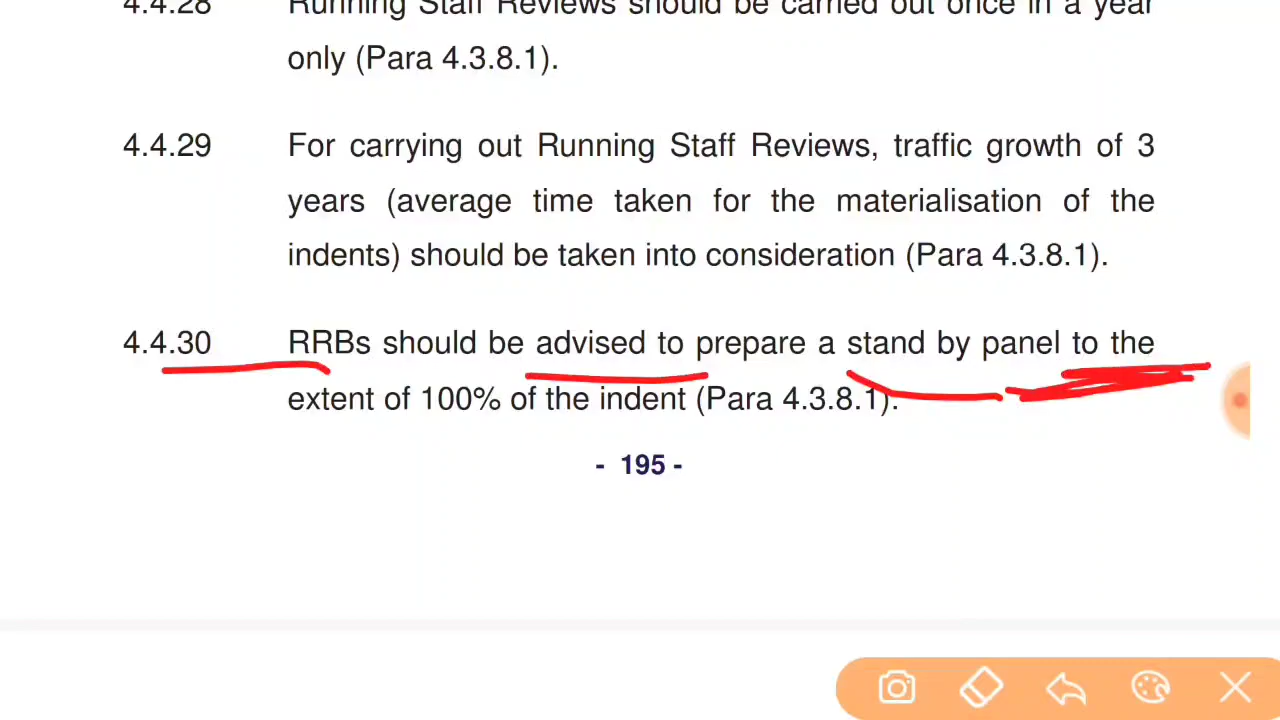 4.4.28 Running Staff Reviews should be carried out once in a year
only (Para 4.3.8.1).
4.4.29 For carrying out Running Staff Reviews, traffic growth of 3
years (average time taken for the materialisation of the
indents) should be taken into consideration (Para 4.3.8.1).
4.4.30 RRBs should be advised to prepare a stand by panel to the
extent of 100% of the indent (Para 4.3.8.1).
- 195 -